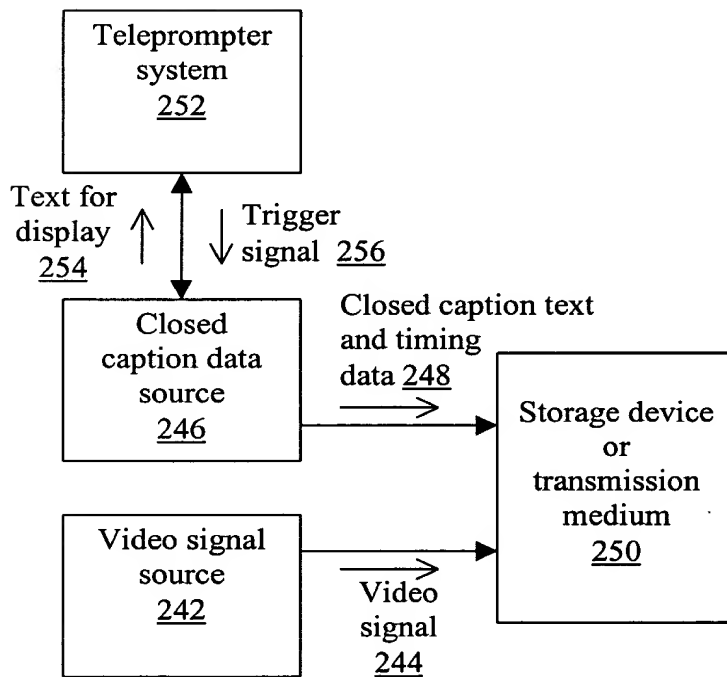 Teleprompter
system
252
Text for
display
254
Trigger
signal 256
Closed
caption data
source
246
Closed caption text
and timing
data 248
Storage device
or
transmission
medium
250
Video signal
source
242
Video
signal
244